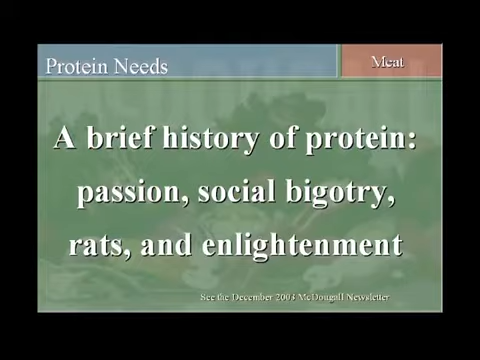 Protein Needs
Meat
A brief history of protein:
passion, social bigotry,
rats, and enlightenment
See the December 2003 McDougall Newsletter